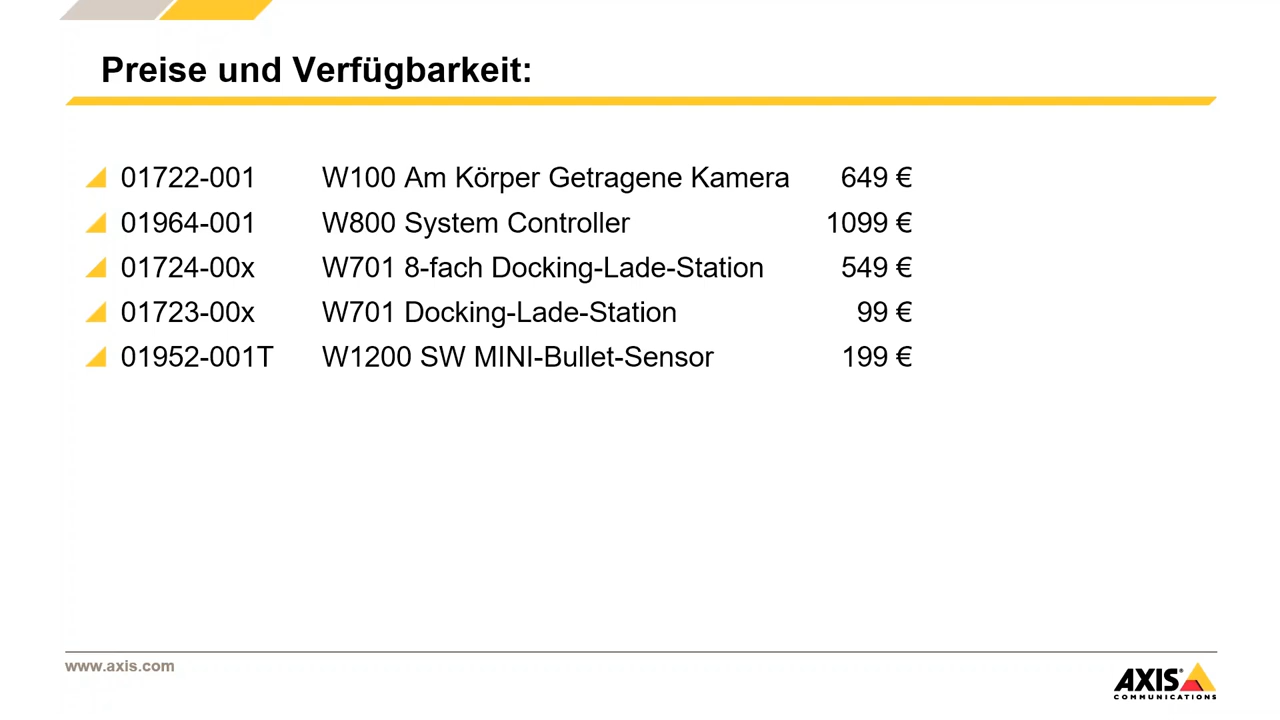 Preise und Verfügbarkeit:
01722-001 W100 Am Körper Getragene Kamera 649 €
01964-001 W800 System Controller 1099 €
01724-00x W701 8-fach Docking-Lade-Station 549 €
01723-00x W701 Docking-Lade-Station 99 €
01952-001T W1200 SW MINI-Bullet-Sensor 199 €
www.axis.com
AXIS
COMMUNICATIONS